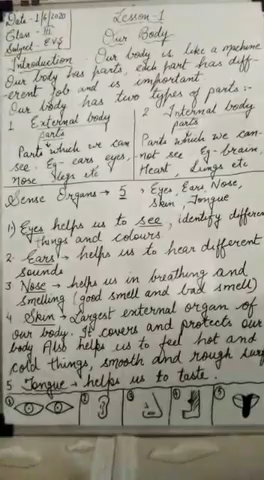 Date - 1/6/2020
Lesson - 1
Class - III
Our Body
Subject - E.V.S
Introduction - Our body is like a machine
Our body has parts, each part has diff-
erent job and is important.
Our body has two types of parts :-
1 External body parts
Parts which we can
see. Eg - ears, eyes,
nose, legs etc
2 Internal body parts
Parts which we can-
not see Eg - brain,
Heart, Lungs etc
Sense Organs → 5 → Eyes, Ears, Nose,
Skin, Tongue
1) Eyes helps us to see, identify differen
things and colours.
2. Ears → helps us to hear different
sounds
3 Nose → helps us in breathing and
smelling (good smell and bad smell)
4 Skin → Largest external organ of
our body. It covers and protects our
body Also helps us to feel hot and
cold things, smooth and rough surf
5 Tongue → helps us to taste.